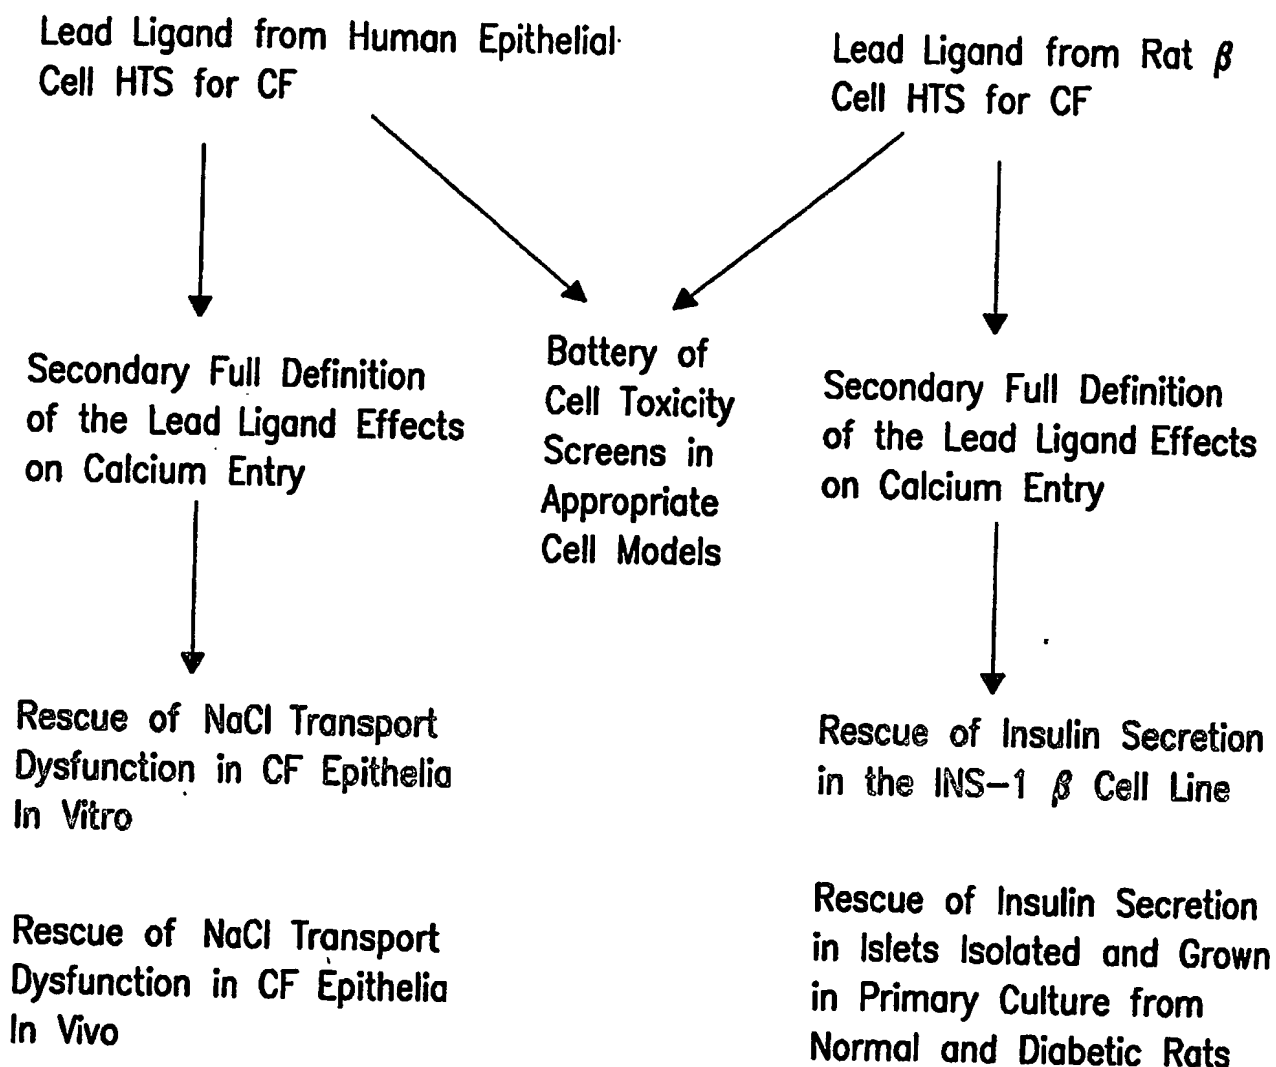 Lead Ligand from Human Epithelial
Cell HTS for CF
Lead Ligand from Rat β
Cell HTS for CF
Secondary Full Definition
of the Lead Ligand Effects
on Calcium Entry
Battery of
Cell Toxicity
Screens in
Appropriate
Cell Models
Secondary Full Definition
of the Lead Ligand Effects
on Calcium Entry
Rescue of NaCl Transport
Dysfunction in CF Epithelia
In Vitro
Rescue of Insulin Secretion
in the INS-1 β Cell Line
Rescue of NaCl Transport
Dysfunction in CF Epithelia
In Vivo
Rescue of Insulin Secretion
in Islets Isolated and Grown
in Primary Culture from
Normal and Diabetic Rats